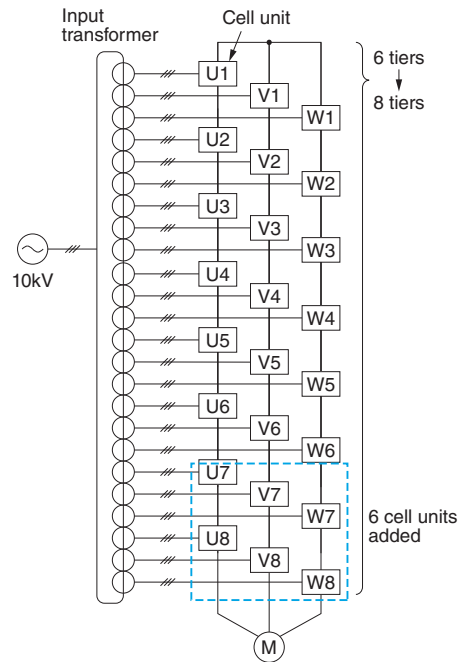 Input
transformer
Cell unit
6 tiers
8 tiers
U1
V1
W1
U2
V2
W2
U3
V3
W3
10kV
U4
V4
W4
U5
V5
W5
U6
V6
W6
U7
V7
W7
U8
V8
W8
6 cell units
added
M